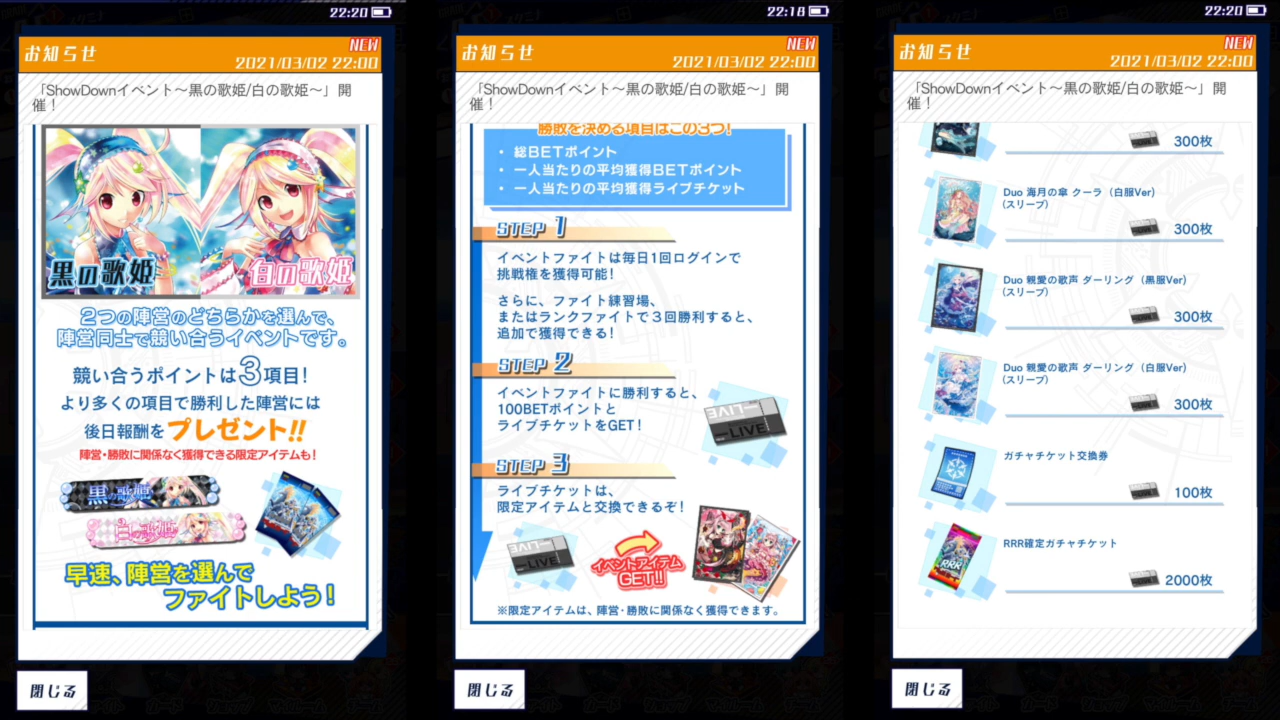 22:20
お知らせ
NEW
2021/03/02 22:00
「ShowDownイベント～黒の歌姫/白の歌姫～」開
催！
黒の歌姫
白の歌姫
2つの陣営のどちらかを選んで、
陣営同士で競い合うイベントです。
競い合うポイントは3項目!
より多くの項目で勝利した陣営には
後日報酬をプレゼント!!
陣営・勝敗に関係なく獲得できる限定アイテムも!
黒の歌姫
白の歌姫
早速、陣営を選んで
ファイトしよう!
閉じる
22:18
お知らせ
NEW
2021/03/02 22:00
「ShowDownイベント～黒の歌姫/白の歌姫～」開
催！
勝敗を決める項目はこの3つ!
・ 総BETポイント
・ 一人当たりの平均獲得BETポイント
・ 一人当たりの平均獲得ライブチケット
STEP 1
イベントファイトは毎日1回ログインで
挑戦権を獲得可能!
さらに、ファイト練習場、
またはランクファイトで3回勝利すると、
追加で獲得できる!
STEP 2
イベントファイトに勝利すると、
100BETポイントと
ライブチケットをGET!
LIVE
LIVE
STEP 3
ライブチケットは、
限定アイテムと交換できるぞ!
LIVE
LIVE
イベントアイテム
GET!!
※限定アイテムは、陣営・勝敗に関係なく獲得できます。
閉じる
22:20
お知らせ
NEW
2021/03/02 22:00
「ShowDownイベント～黒の歌姫/白の歌姫～」開
催！
300枚
Duo 海月の傘 クーラ（白服Ver）
(スリーブ)
300枚
Duo 親愛の歌声 ダーリング（黒服Ver）
(スリーブ)
300枚
Duo 親愛の歌声 ダーリング（白服Ver）
(スリーブ)
300枚
ガチャチケット交換券
100枚
RRR確定ガチャチケット
RRR
2000枚
閉じる